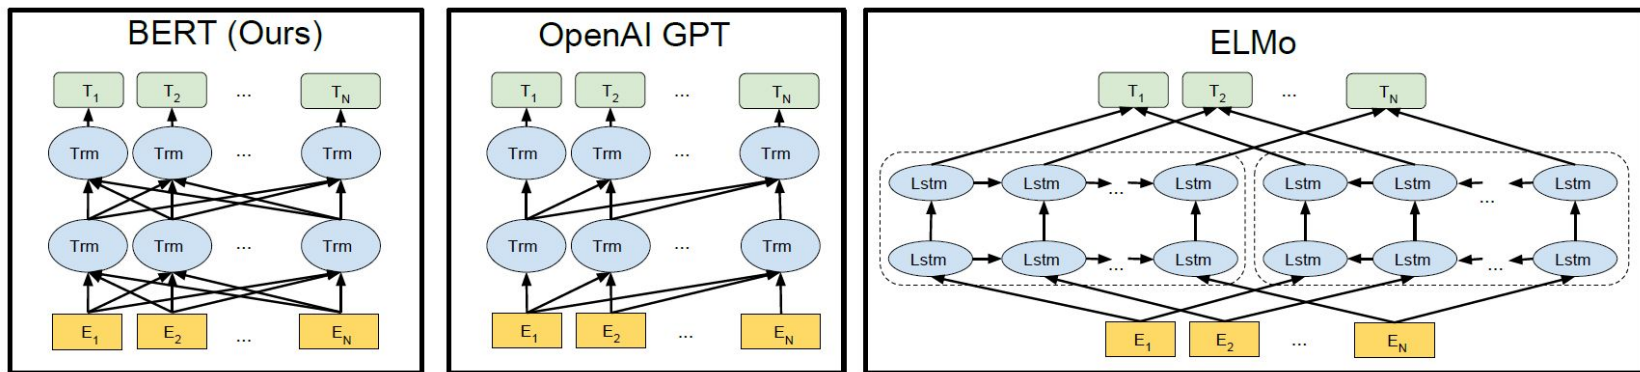 BERT (Ours)
T1 T2 ... TN
Trm Trm ... Trm
Trm Trm ... Trm
E1 E2 ... EN
OpenAI GPT
T1 T2 ... TN
Trm Trm ... Trm
Trm Trm ... Trm
E1 E2 ... EN
ELMo
T1 T2 ... TN
Lstm Lstm ... Lstm Lstm Lstm ... Lstm
Lstm Lstm ... Lstm Lstm Lstm ... Lstm
E1 E2 ... EN